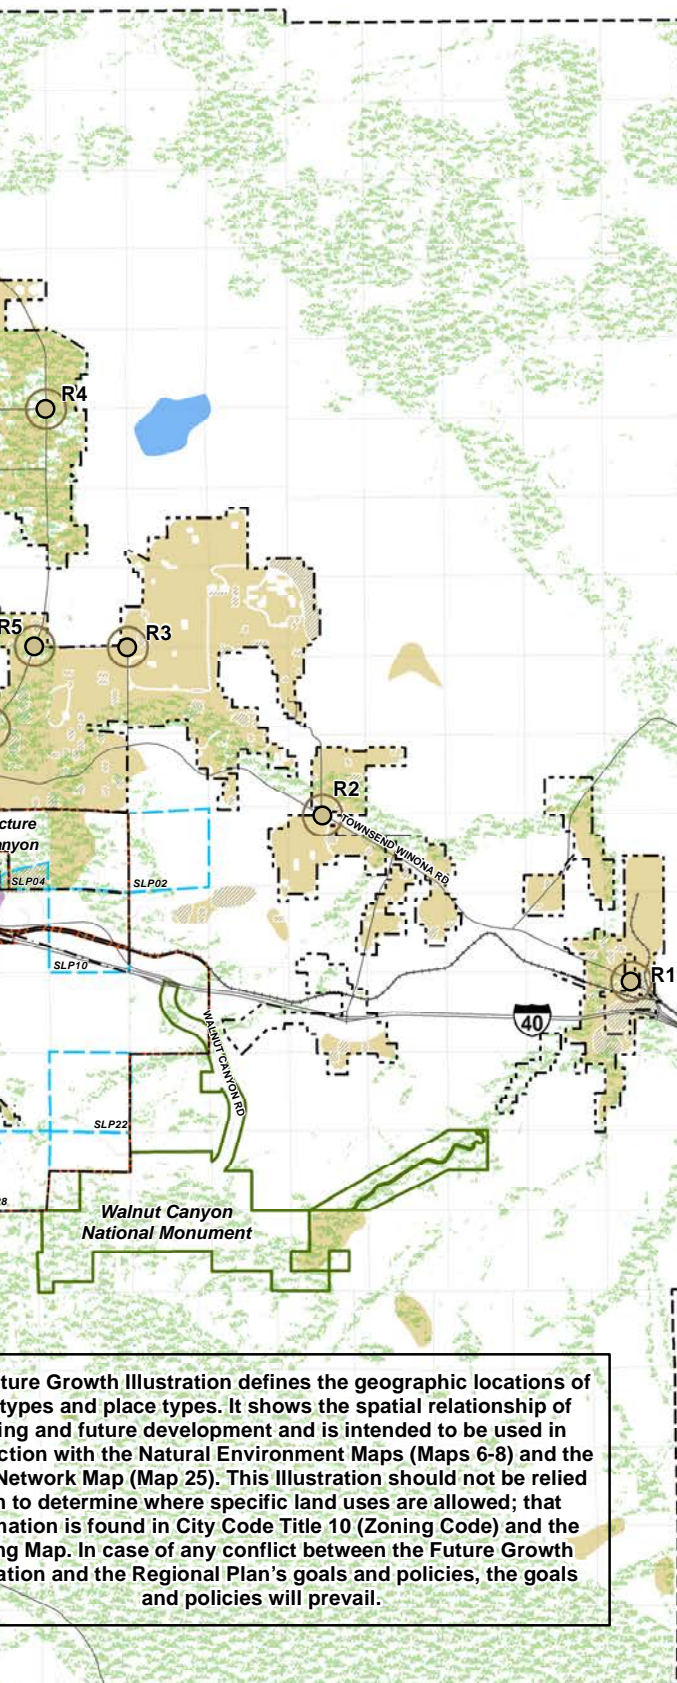 R4
R5
R3
R2
TOWNSEND WINONA RD
cture
nyon
SLP04
SLP02
SLP10
R1
40
WALNUT CANYON RD
SLP22
8
Walnut Canyon
National Monument
ture Growth Illustration defines the geographic locations of
types and place types. It shows the spatial relationship of
ing and future development and is intended to be used in
ction with the Natural Environment Maps (Maps 6-8) and the
Network Map (Map 25). This Illustration should not be relied
n to determine where specific land uses are allowed; that
mation is found in City Code Title 10 (Zoning Code) and the
ng Map. In case of any conflict between the Future Growth
ation and the Regional Plan's goals and policies, the goals
and policies will prevail.